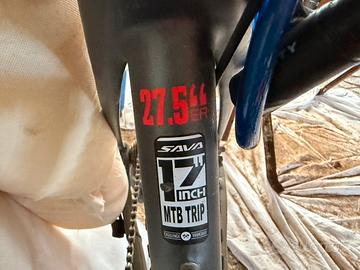 27.5“
ER
SAVA
17"
INCH
MTB TRIP